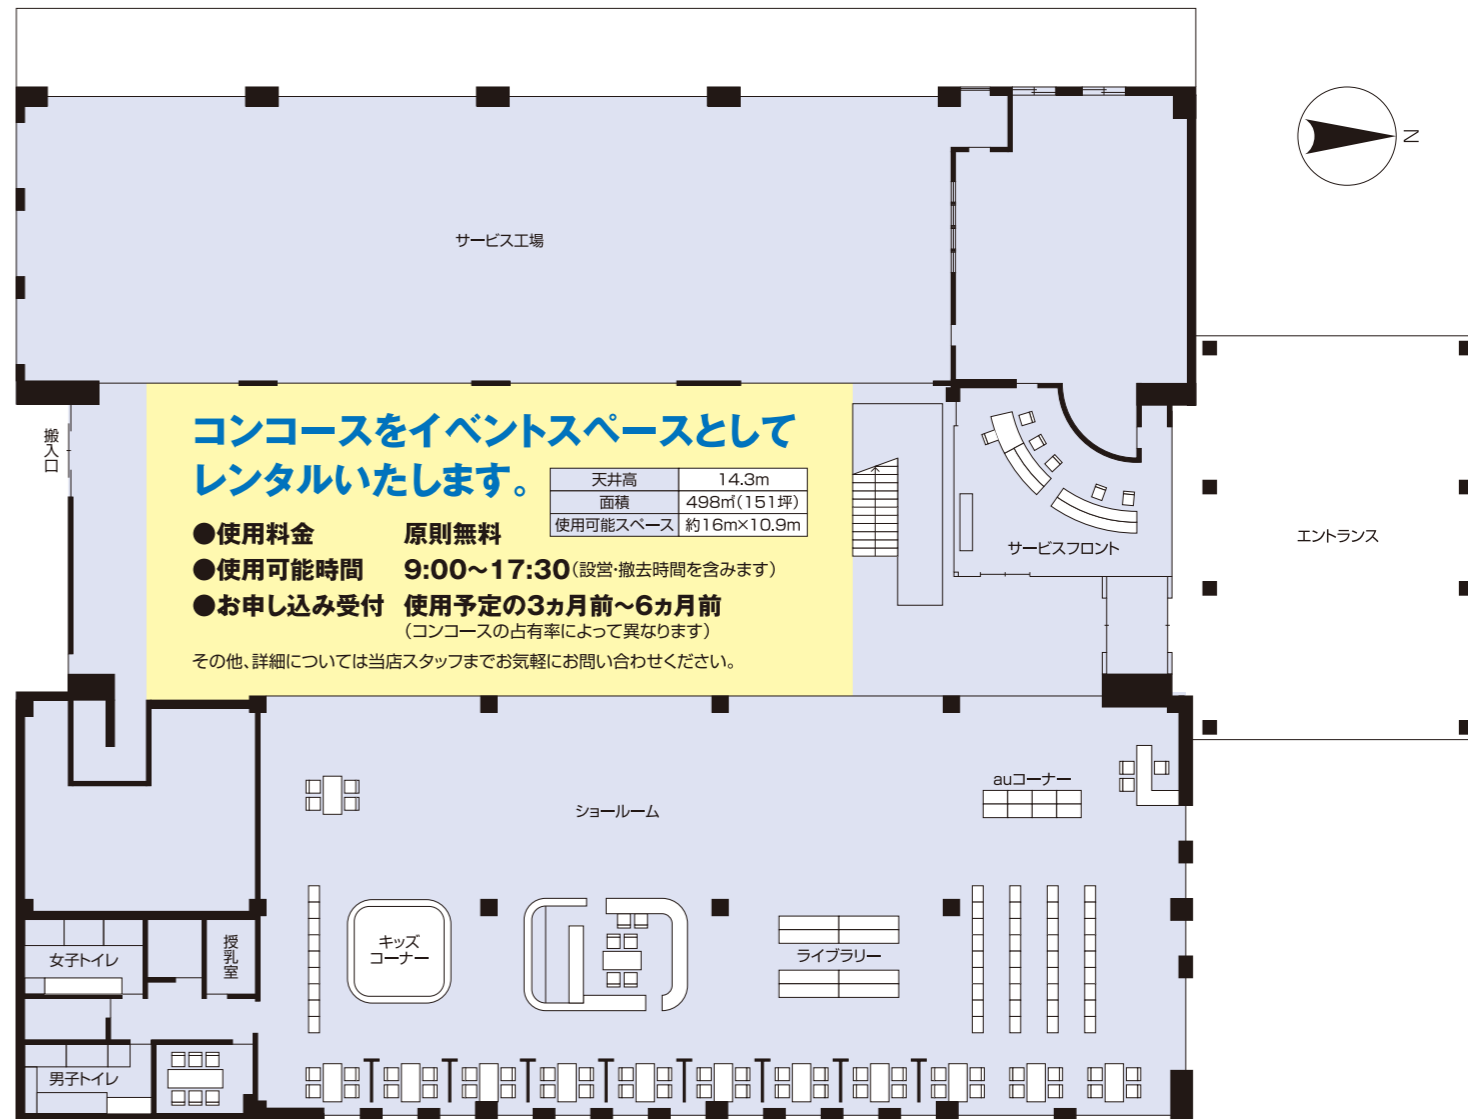 N
サービス工場
搬入口
コンコースをイベントスペースとして
レンタルいたします。
天井高 14.3m
面積 498㎡(151坪)
使用可能スペース 約16m×10.9m
●使用料金 原則無料
●使用可能時間 9:00〜17:30(設営・撤去時間を含みます)
●お申し込み受付 使用予定の3ヵ月前〜6ヵ月前
(コンコースの占有率によって異なります)
その他、詳細については当店スタッフまでお気軽にお問い合わせください。
サービスフロント
エントランス
auコーナー
ショールーム
キッズ
コーナー
ライブラリー
授乳室
女子トイレ
男子トイレ